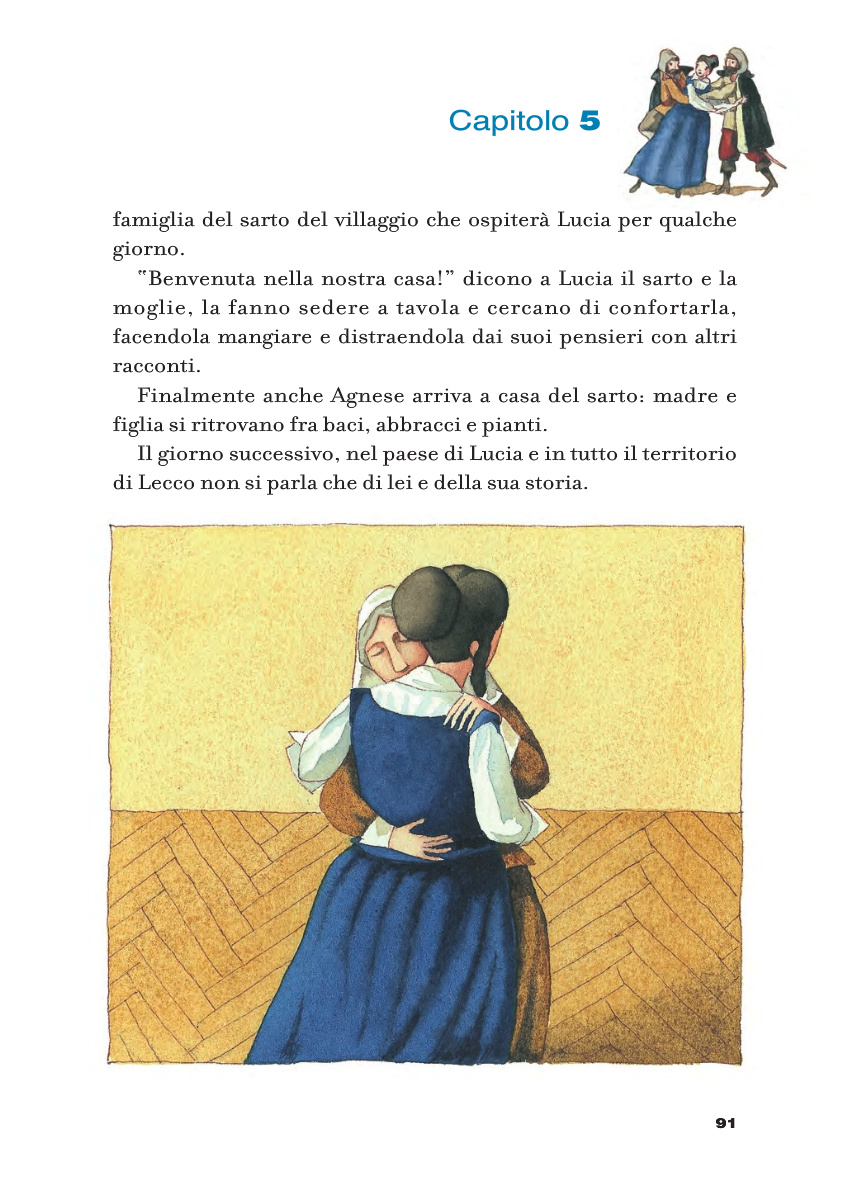 Capitolo 5
famiglia del sarto del villaggio che ospiterà Lucia per qualche
giorno.
"Benvenuta nella nostra casa!" dicono a Lucia il sarto e la
moglie, la fanno sedere a tavola e cercano di confortarla,
facendola mangiare e distraendola dai suoi pensieri con altri
racconti.
Finalmente anche Agnese arriva a casa del sarto: madre e
figlia si ritrovano fra baci, abbracci e pianti.
Il giorno successivo, nel paese di Lucia e in tutto il territorio
di Lecco non si parla che di lei e della sua storia.
91